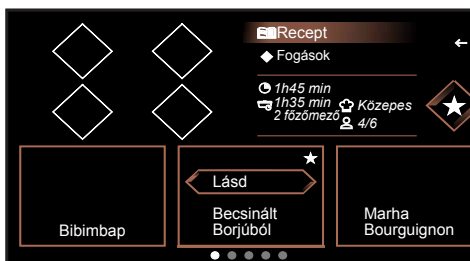 Recept
Fogások
1h45 min
1h35 min
2 főzőmező
Közepes
4/6
Lásd
Bibimbap
Becsinált
Borjúból
Marha
Bourguignon